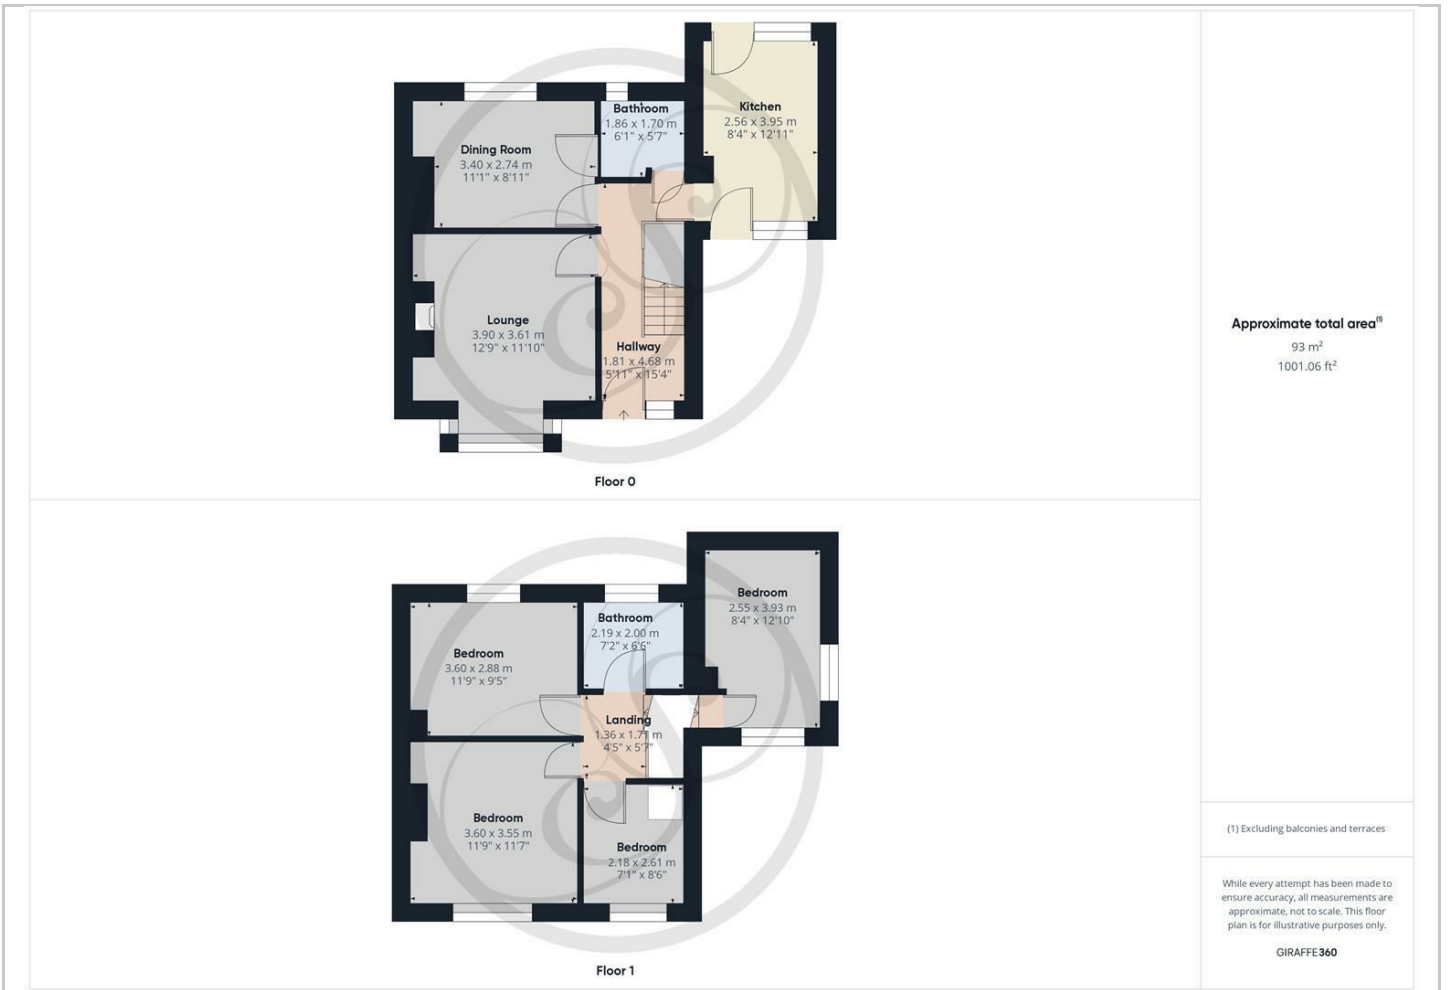 Bathroom
1.86 x 1.70 m
6'1" x 5'7"
Kitchen
2.56 x 3.95 m
8'4" x 12'11"
Dining Room
3.40 x 2.74 m
11'1" x 8'11"
Lounge
3.90 x 3.61 m
12'9" x 11'10"
Hallway
1.81 x 4.68 m
5'11" x 15'4"
Floor 0
Bedroom
2.55 x 3.93 m
8'4" x 12'10"
Bathroom
2.19 x 2.00 m
7'2" x 6'6"
Bedroom
3.60 x 2.88 m
11'9" x 9'5"
Landing
1.36 x 1.71 m
4'5" x 5'7"
Bedroom
3.60 x 3.55 m
11'9" x 11'7"
Bedroom
2.18 x 2.61 m
7'1" x 8'6"
Floor 1
Approximate total area(1)
93 m²
1001.06 ft²
(1) Excluding balconies and terraces
While every attempt has been made to
ensure accuracy, all measurements are
approximate, not to scale. This floor
plan is for illustrative purposes only.
GIRAFFE360